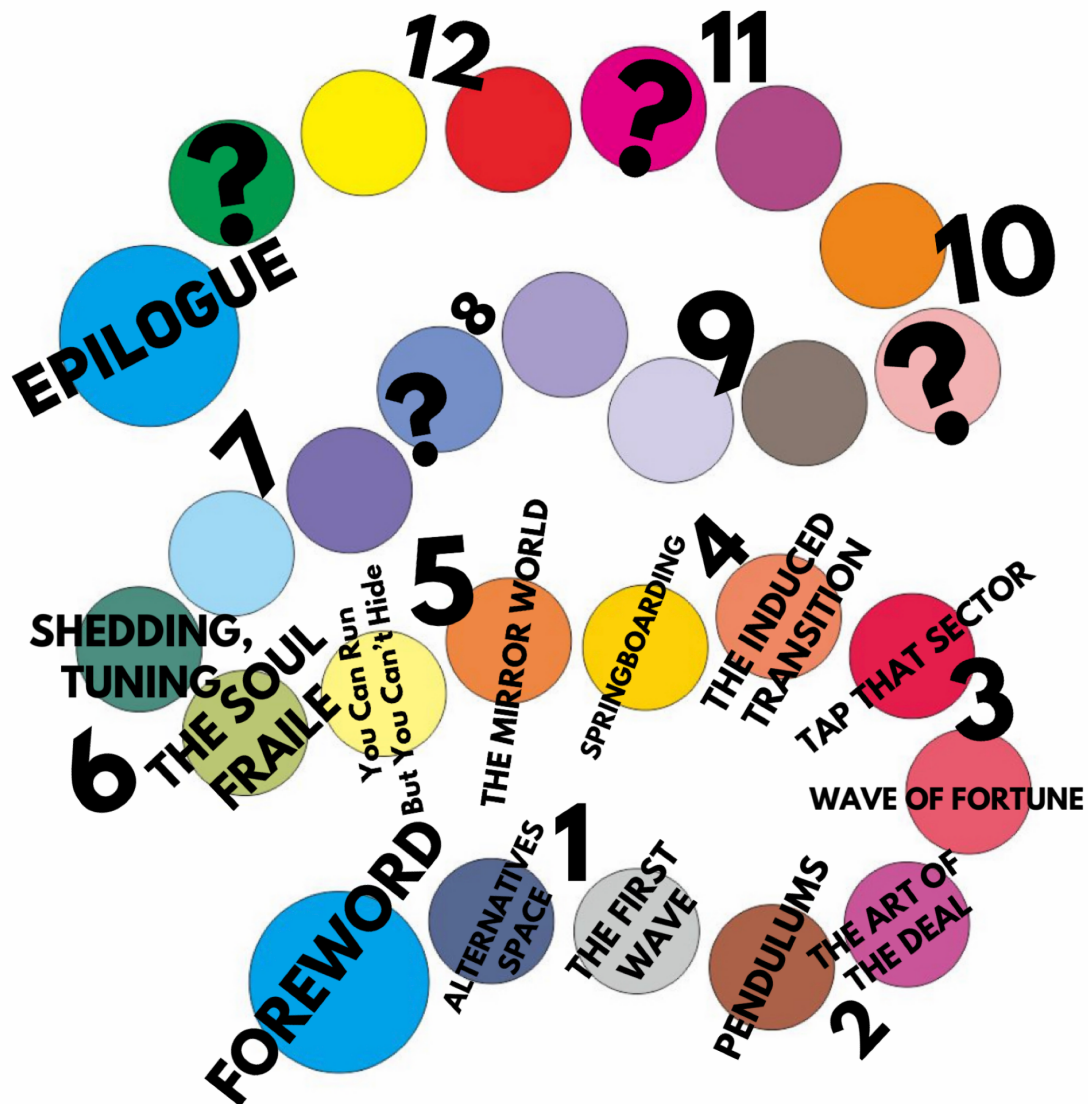 12
11
?
?
10
EPILOGUE
8
9
?
?
7
5
4
SHEDDING,
TUNING
THE SOUL
FRAILE
You Can Run
But You Can't Hide
THE MIRROR WORLD
SPRINGBOARDING
THE INDUCED
TRANSITION
TAP THAT SECTOR
3
6
WAVE OF FORTUNE
FOREWORD
ALTERNATIVES
SPACE
1
THE FIRST
WAVE
PENDULUMS
THE ART OF
THE DEAL
2